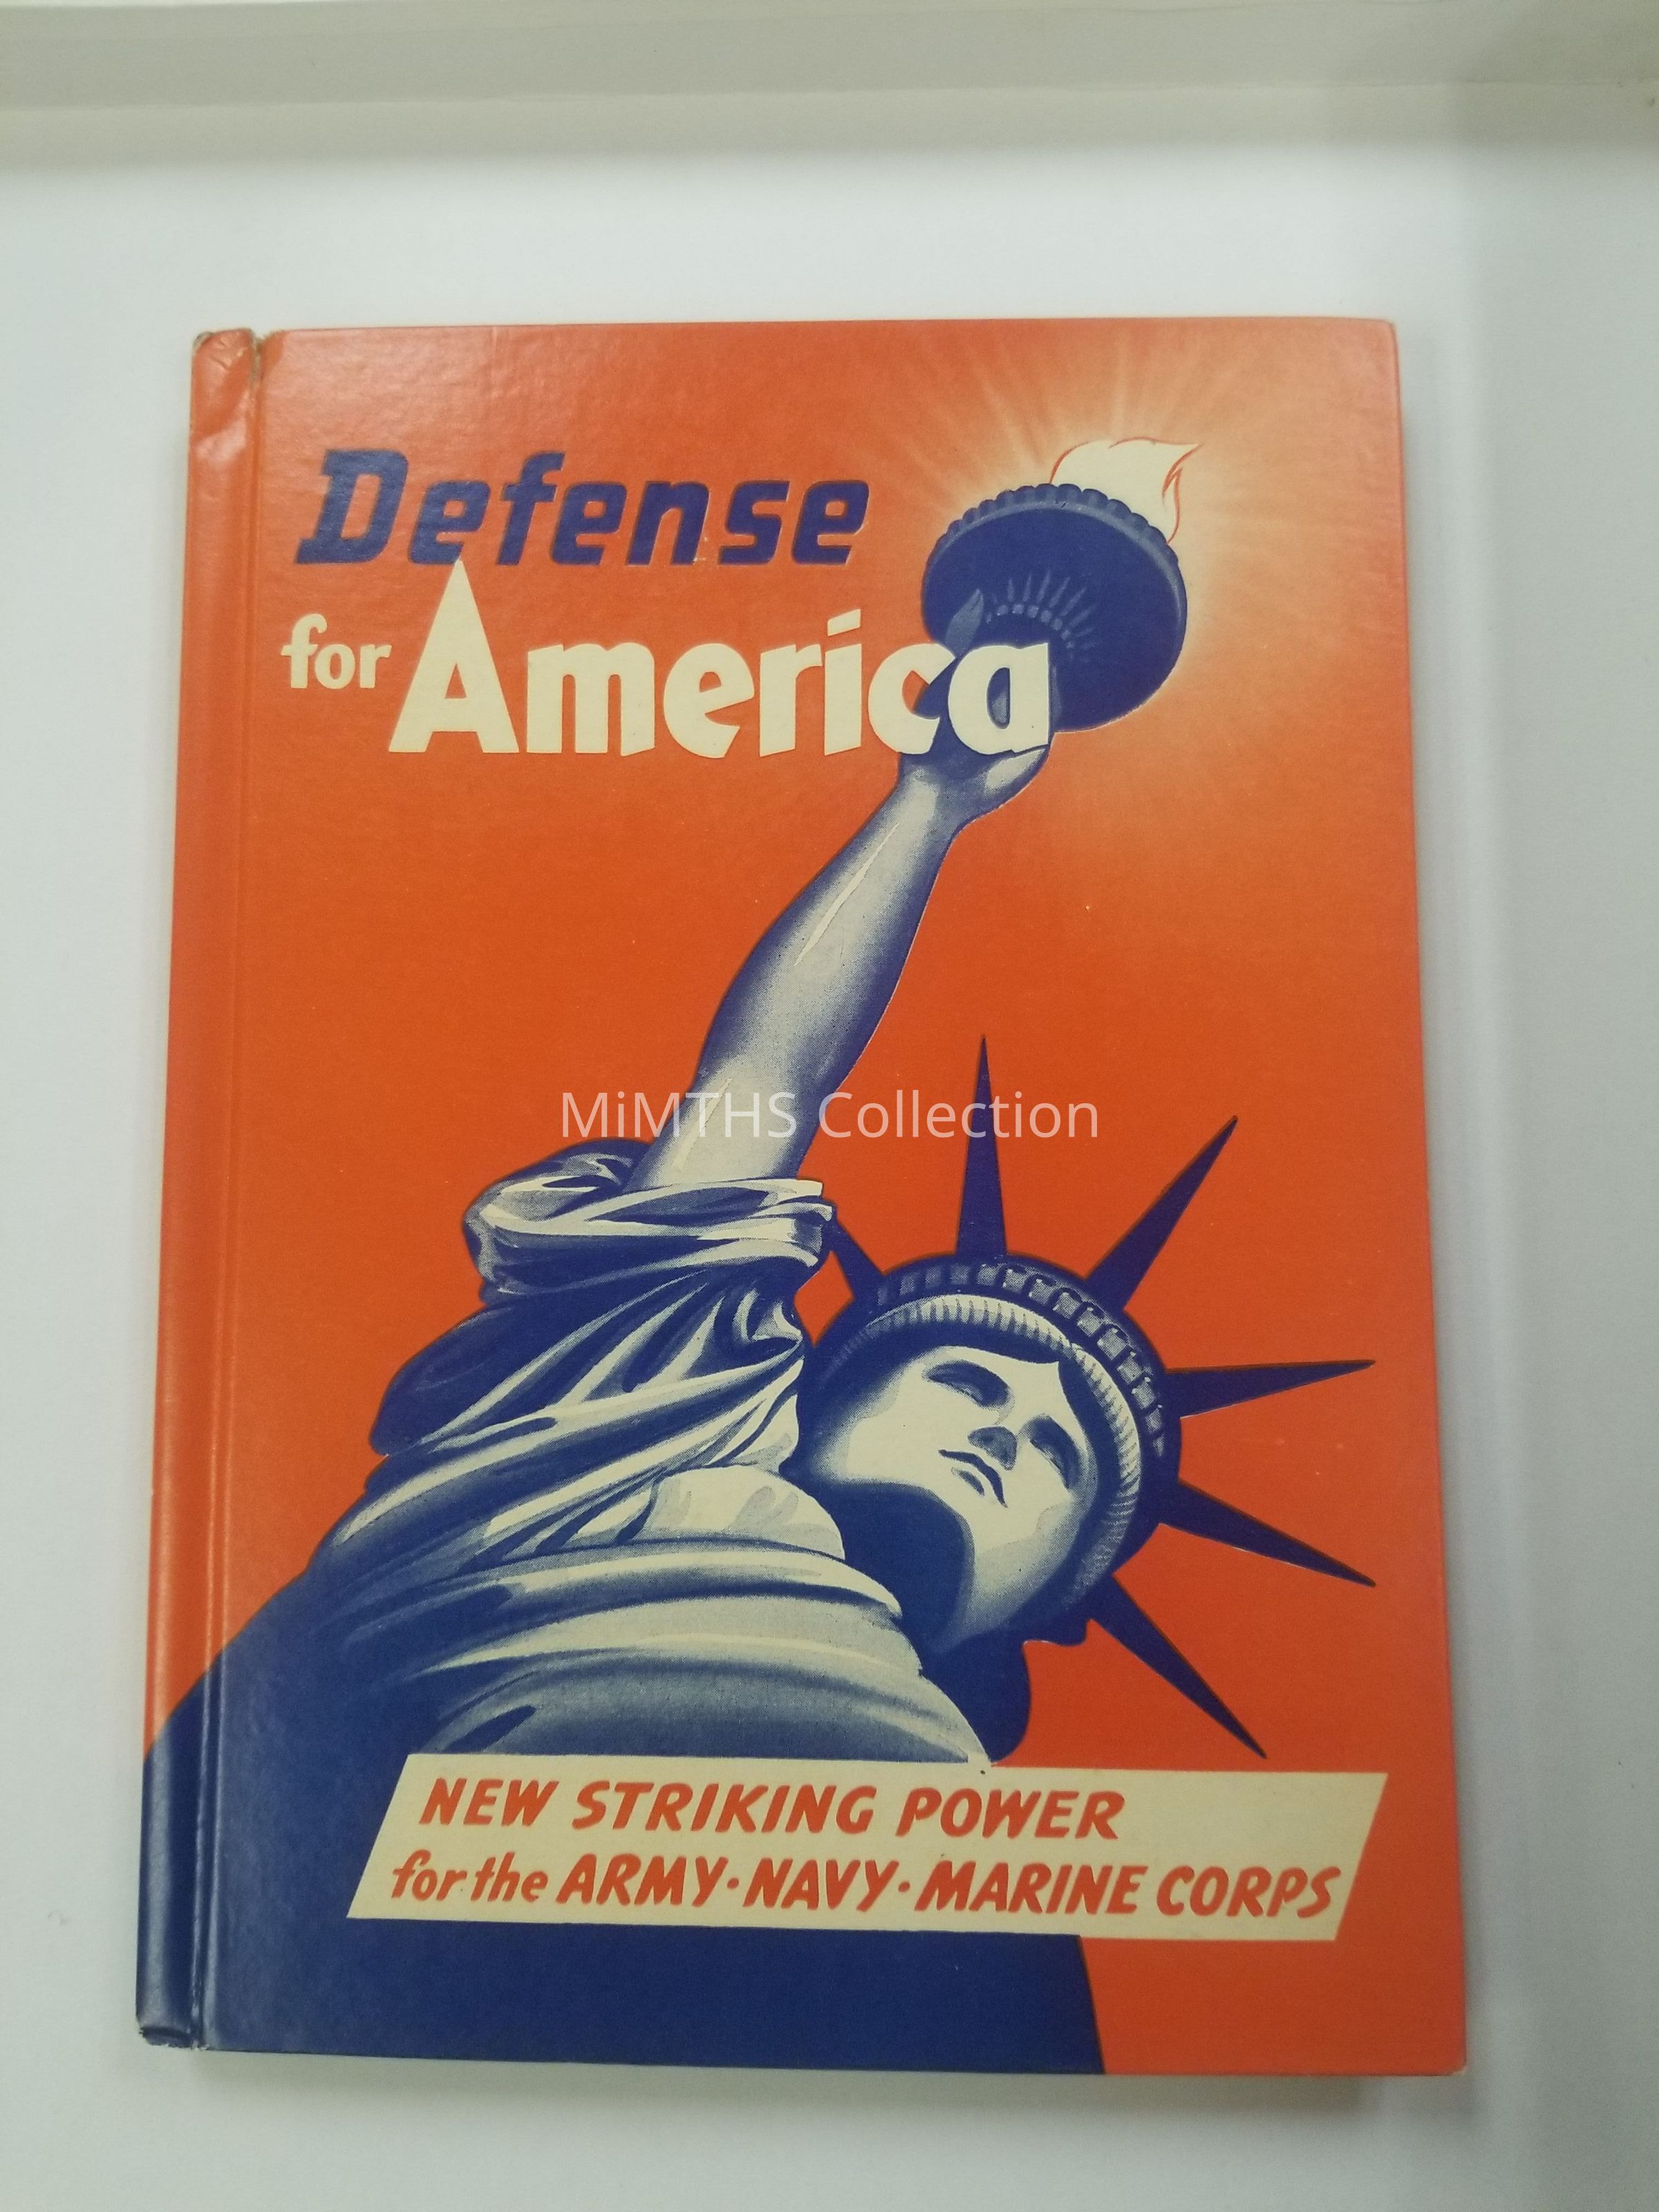 Defense
for America
MiMTHS Collection
NEW STRIKING POWER
for the ARMY · NAVY · MARINE CORPS